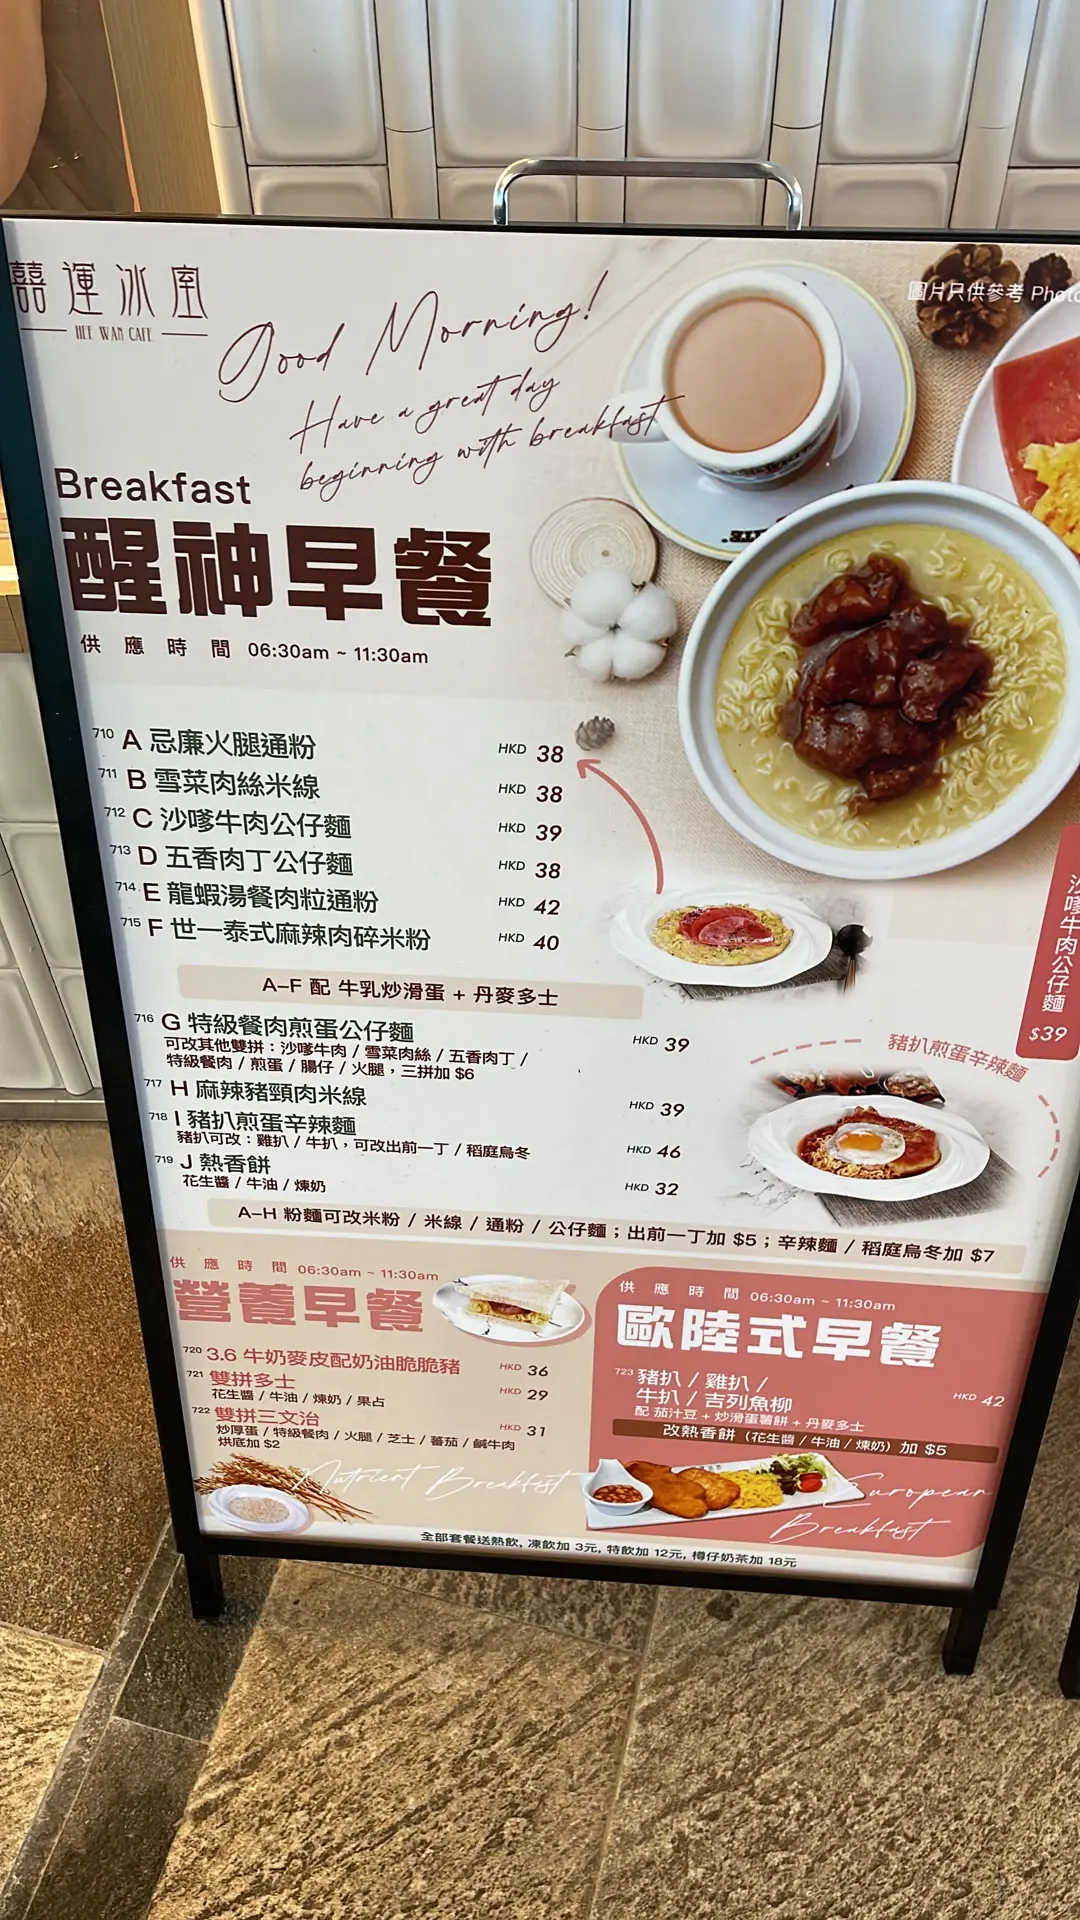 囍運冰室
HEE WAN CAFE
Good Morning!
Have a great day
beginning with breakfast
圖片只供參考 Photo
Breakfast
醒神早餐
供應時間 06:30am ~ 11:30am
710 A 忌廉火腿通粉 HKD 38
711 B 雪菜肉絲米線 HKD 38
712 C 沙嗲牛肉公仔麵 HKD 39
713 D 五香肉丁公仔麵 HKD 38
714 E 龍蝦湯餐肉粒通粉 HKD 42
715 F 世一泰式麻辣肉碎米粉 HKD 40
沙嗲牛肉公仔麵
$39
A-F 配 牛乳炒滑蛋 + 丹麥多士
716 G 特級餐肉煎蛋公仔麵 HKD 39
可改其他雙拼：沙嗲牛肉 / 雪菜肉絲 / 五香肉丁 /
特級餐肉 / 煎蛋 / 腸仔 / 火腿，三拼加 $6
717 H 麻辣豬頸肉米線 HKD 39
718 I 豬扒煎蛋辛辣麵 HKD 46
豬扒可改：雞扒 / 牛扒，可改出前一丁 / 稻庭烏冬
719 J 熱香餅 HKD 32
花生醬 / 牛油 / 煉奶
豬扒煎蛋辛辣麵
A-H 粉麵可改米粉 / 米線 / 通粉 / 公仔麵；出前一丁加 $5；辛辣麵 / 稻庭烏冬加 $7
供應時間 06:30am ~ 11:30am
營養早餐
720 3.6 牛奶麥皮配奶油脆脆豬 HKD 36
721 雙拼多士 HKD 29
花生醬 / 牛油 / 煉奶 / 果占
722 雙拼三文治 HKD 31
炒厚蛋 / 特級餐肉 / 火腿 / 芝士 / 蕃茄 / 鹹牛肉
烘底加 $2
Nutrient Breakfast
供應時間 06:30am ~ 11:30am
歐陸式早餐
723 豬扒 / 雞扒 /
牛扒 / 吉列魚柳 HKD 42
配 茄汁豆 + 炒滑蛋薯餅 + 丹麥多士
改熱香餅（花生醬 / 牛油 / 煉奶）加 $5
European
Breakfast
全部套餐送熱飲, 凍飲加 3元, 特飲加 12元, 樽仔奶茶加 18元